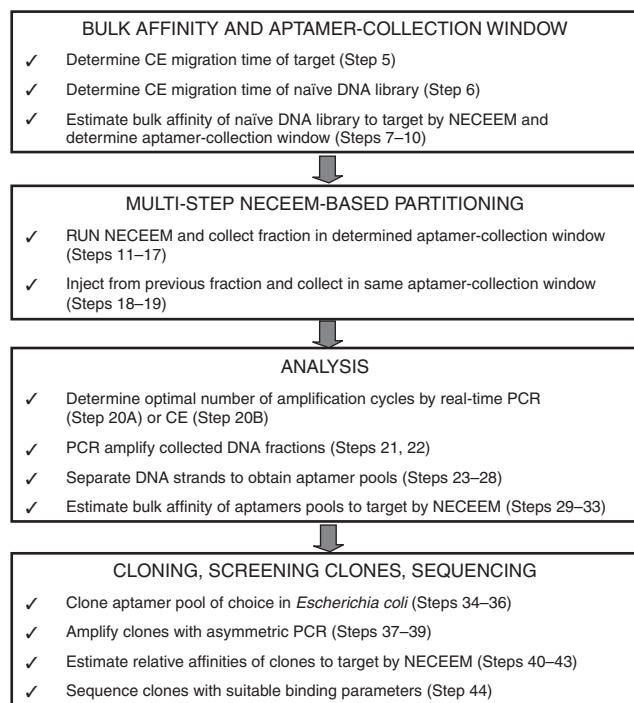 BULK AFFINITY AND APTAMER-COLLECTION WINDOW
✓ Determine CE migration time of target (Step 5)
✓ Determine CE migration time of naïve DNA library (Step 6)
✓ Estimate bulk affinity of naïve DNA library to target by NECEEM and
determine aptamer-collection window (Steps 7–10)
MULTI-STEP NECEEM-BASED PARTITIONING
✓ RUN NECEEM and collect fraction in determined aptamer-collection window
(Steps 11–17)
✓ Inject from previous fraction and collect in same aptamer-collection window
(Steps 18–19)
ANALYSIS
✓ Determine optimal number of amplification cycles by real-time PCR
(Step 20A) or CE (Step 20B)
✓ PCR amplify collected DNA fractions (Steps 21, 22)
✓ Separate DNA strands to obtain aptamer pools (Steps 23–28)
✓ Estimate bulk affinity of aptamers pools to target by NECEEM (Steps 29–33)
CLONING, SCREENING CLONES, SEQUENCING
✓ Clone aptamer pool of choice in Escherichia coli (Steps 34–36)
✓ Amplify clones with asymmetric PCR (Steps 37–39)
✓ Estimate relative affinities of clones to target by NECEEM (Steps 40–43)
✓ Sequence clones with suitable binding parameters (Step 44)